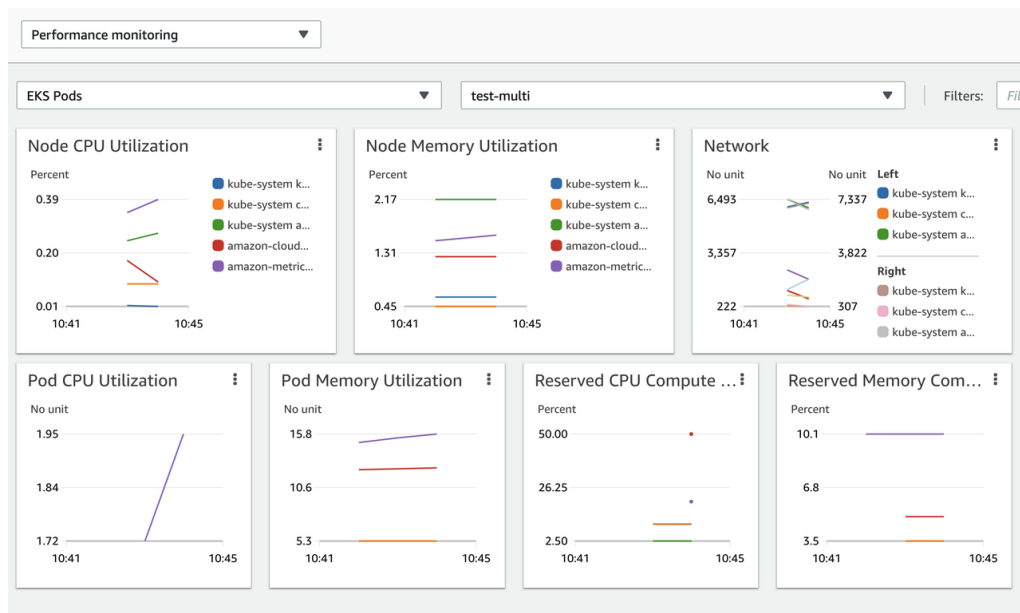 Performance monitoring
EKS Pods
test-multi
Filters:
Node CPU Utilization
Percent
0.39
0.20
0.01
10:41
10:45
kube-system k...
kube-system c...
kube-system a...
amazon-cloud...
amazon-metric...
Node Memory Utilization
Percent
2.17
1.31
0.45
10:41
10:45
kube-system k...
kube-system c...
kube-system a...
amazon-cloud...
amazon-metric...
Network
No unit
No unit
6,493
7,337
3,357
3,822
222
307
10:41
10:45
Left
kube-system k...
kube-system c...
kube-system a...
Right
kube-system k...
kube-system c...
kube-system a...
Pod CPU Utilization
No unit
1.95
1.84
1.72
10:41
10:45
Pod Memory Utilization
No unit
15.8
10.6
5.3
10:41
10:45
Reserved CPU Compute ...
Percent
50.00
26.25
2.50
10:41
10:45
Reserved Memory Com...
Percent
10.1
6.8
3.5
10:41
10:45